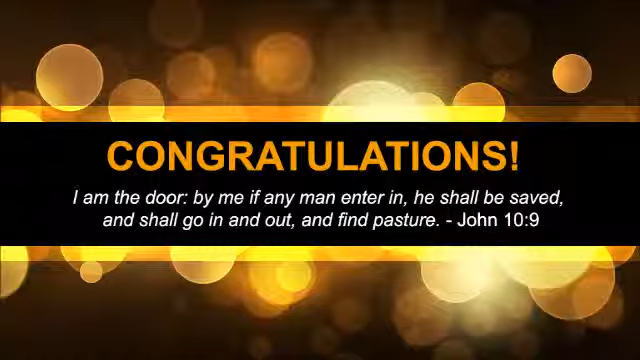 CONGRATULATIONS!
I am the door: by me if any man enter in, he shall be saved,
and shall go in and out, and find pasture. - John 10:9